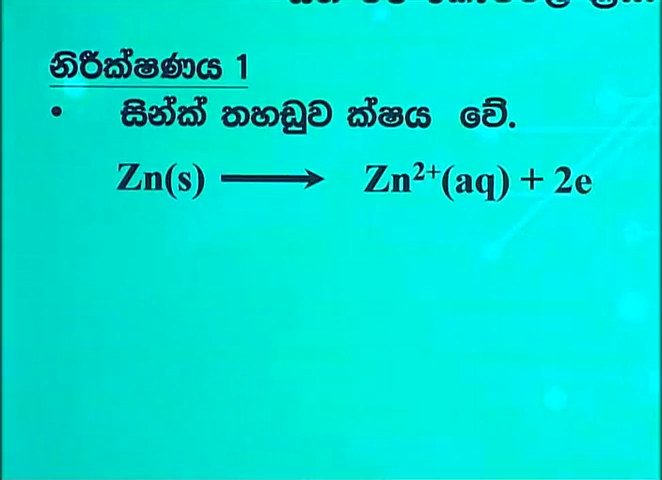 නිරීක්ෂණය 1
• සින්ක් තහඩුව ක්ෂය වේ.
Zn(s) ⟶ Zn²⁺(aq) + 2e